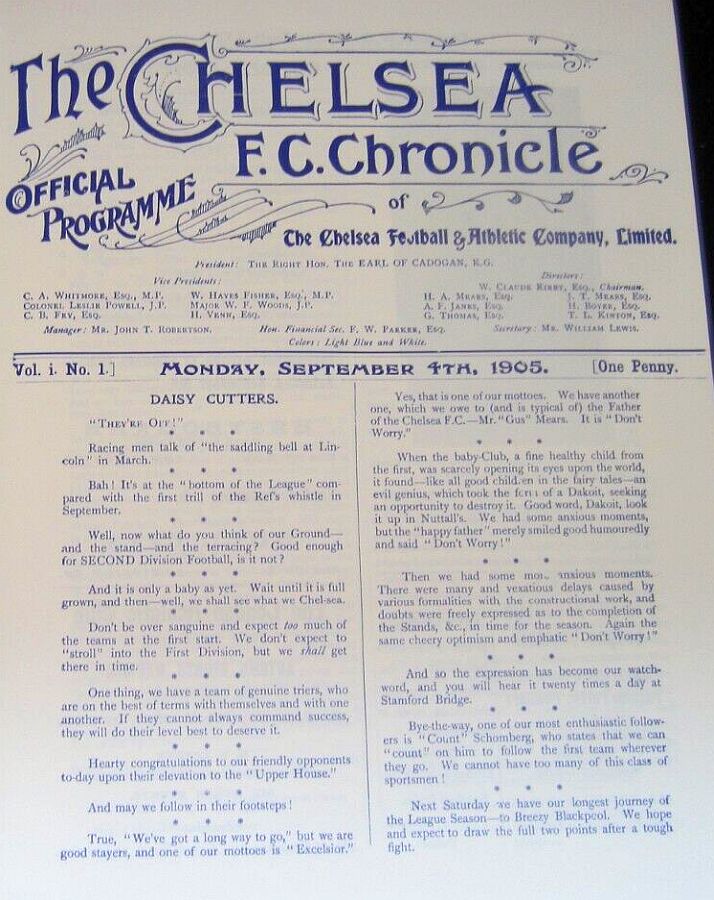 The CHELSEA
F.C. Chronicle
OFFICIAL
PROGRAMME
of
The Chelsea Football & Athletic Company, Limited.
President: The Right Hon. The EARL OF CADOGAN, K.G.
Vice Presidents:
C. A. Whitmore, Esq., M.P.
Colonel Leslie Powell, J.P.
C. B. Fry, Esq.
W. Hayes Fisher, Esq., M.P.
Major W. F. Woods, J.P.
H. Venn, Esq.
Directors:
W. Claude Kirby, Esq., Chairman.
H. A. Mears, Esq. J. T. Mears, Esq.
A. F. Janes, Esq. H. Boyer, Esq.
G. Thomas, Esq. T. L. Kinton, Esq.
Manager: Mr. John T. Robertson. Hon. Financial Sec. F. W. Parker, Esq. Secretary: Mr. William Lewis.
Colors: Light Blue and White.
Vol. i. No. 1.] MONDAY, SEPTEMBER 4TH, 1905. [One Penny.
DAISY CUTTERS.
"They're Off!"
* * *
Racing men talk of "the saddling bell at Lin-
coln" in March.
* * *
Bah! It's at the "bottom of the League" com-
pared with the first trill of the Ref's whistle in
September.
* * *
Well, now what do you think of our Ground—
and the stand—and the terracing? Good enough
for SECOND Division Football, is it not?
* * *
And it is only a baby as yet. Wait until it is full
grown, and then—well, we shall see what we Chel-sea.
* * *
Don't be over sanguine and expect too much of
the teams at the first start. We don't expect to
"stroll" into the First Division, but we shall get
there in time.
* * *
One thing, we have a team of genuine triers, who
are on the best of terms with themselves and with one
another. If they cannot always command success,
they will do their level best to deserve it.
* * *
Hearty congratulations to our friendly opponents
to-day upon their elevation to the "Upper House."
* * *
And may we follow in their footsteps!
* * *
True, "We've got a long way to go," but we are
good stayers, and one of our mottoes is "Excelsior."
Yes, that is one of our mottoes. We have another
one, which we owe to (and is typical of) the Father
of the Chelsea F.C.—Mr. "Gus" Mears. It is "Don't
Worry."
* * *
When the baby-Club, a fine healthy child from
the first, was scarcely opening its eyes upon the world,
it found—like all good children in the fairy tales—an
evil genius, which took the form of a Dakoit, seeking
an opportunity to destroy it. Good word, Dakoit, look
it up in Nuttall's. We had some anxious moments,
but the "happy father" merely smiled good humouredly
and said "Don't Worry!"
* * *
Then we had some more anxious moments.
There were many and vexatious delays caused by
various formalities with the constructional work, and
doubts were freely expressed as to the completion of
the Stands, &c., in time for the season. Again the
same cheery optimism and emphatic "Don't Worry!"
* * *
And so the expression has become our watch-
word, and you will hear it twenty times a day at
Stamford Bridge.
* * *
Bye-the-way, one of our most enthusiastic follow-
ers is "Count" Schomberg, who states that we can
"count" on him to follow the first team wherever
they go. We cannot have too many of this class of
sportsmen!
* * *
Next Saturday we have our longest journey of
the League Season—to Breezy Blackpool. We hope
and expect to draw the full two points after a tough
fight.